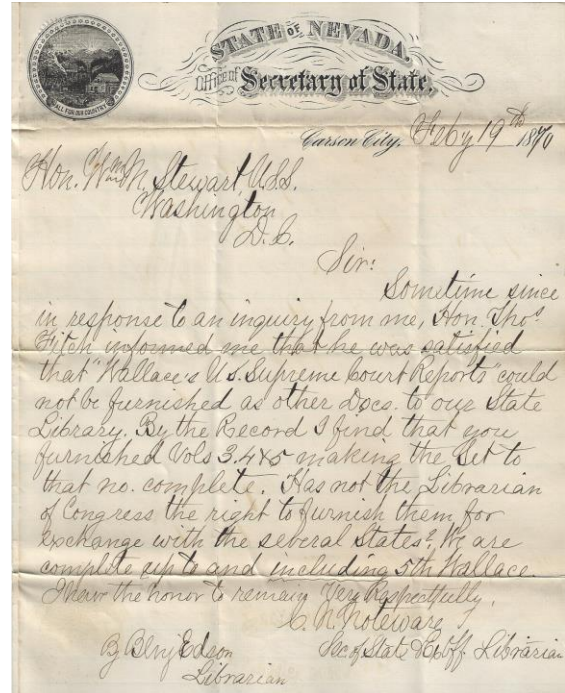 ALL FOR OUR COUNTRY
STATE OF NEVADA.
Office of Secretary of State.
Carson City, Feby 19th 1870
Hon. Wm M. Stewart, U.S.S.
Washington
D.C.
Sir:
Sometime since
in response to an inquiry from me, Hon. Thos.
Fitch informed me that he was satisfied
that "Wallace's U.S. Supreme Court Reports" could
not be furnished as other Docs. to our State
Library. By the Record I find that you
furnished Vols 3.4&5 making the Set to
that no. complete. Has not the Librarian
of Congress the right to furnish them for
exchange with the several States? We are
complete up to and including 5th Wallace.
I have the honor to remain Very Respectfully,
C. N. Noteware
By Benj Edson Sec of State & Ex Off. Librarian
Librarian